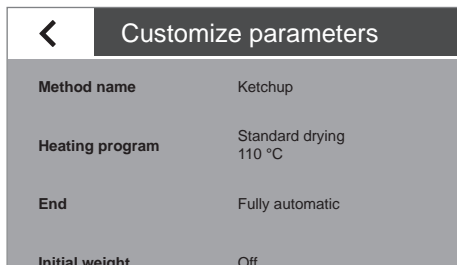 Customize parameters
Method name Ketchup
Heating program Standard drying
110 °C
End Fully automatic
Initial weight Off